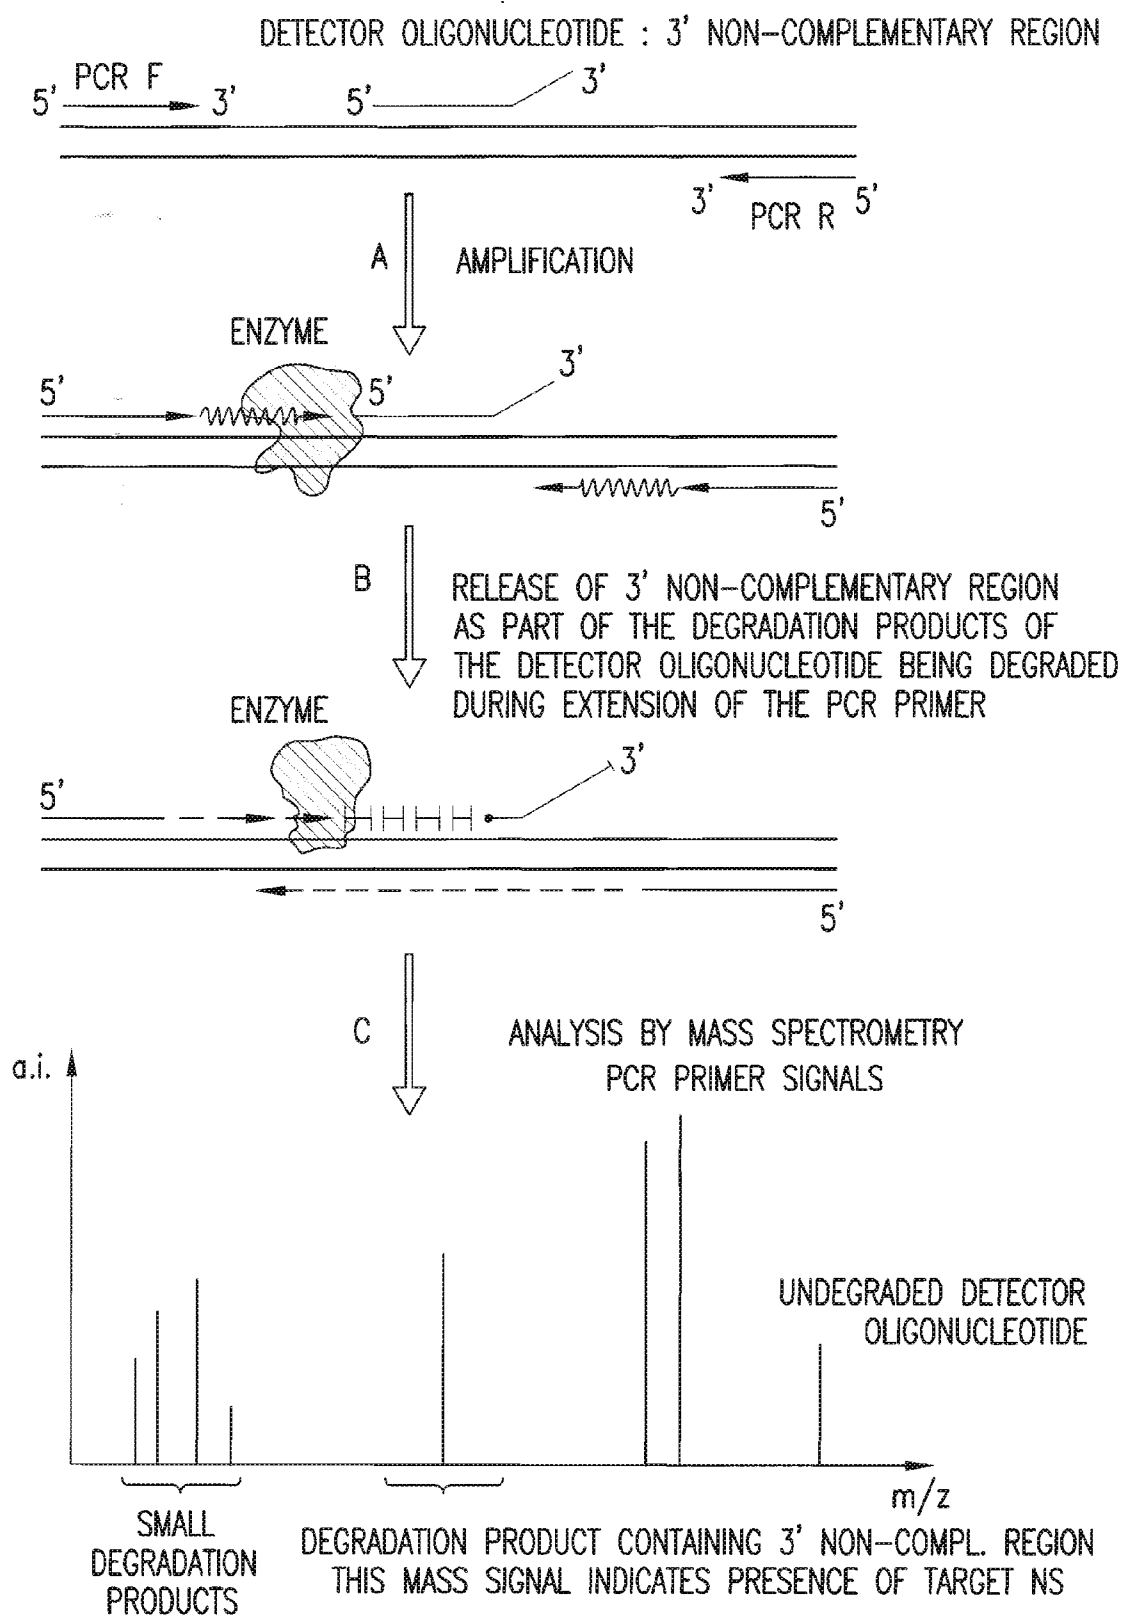 DETECTOR OLIGONUCLEOTIDE : 3' NON-COMPLEMENTARY REGION
PCR F
5' 3' 5' 3'
3' 5'
PCR R
A AMPLIFICATION
ENZYME
5' 5' 3'
5'
B
RELEASE OF 3' NON-COMPLEMENTARY REGION
AS PART OF THE DEGRADATION PRODUCTS OF
THE DETECTOR OLIGONUCLEOTIDE BEING DEGRADED
DURING EXTENSION OF THE PCR PRIMER
ENZYME
5' 3'
5'
C ANALYSIS BY MASS SPECTROMETRY
a.i. PCR PRIMER SIGNALS
UNDEGRADED DETECTOR
OLIGONUCLEOTIDE
m/z
SMALL
DEGRADATION
PRODUCTS
DEGRADATION PRODUCT CONTAINING 3' NON-COMPL. REGION
THIS MASS SIGNAL INDICATES PRESENCE OF TARGET NS